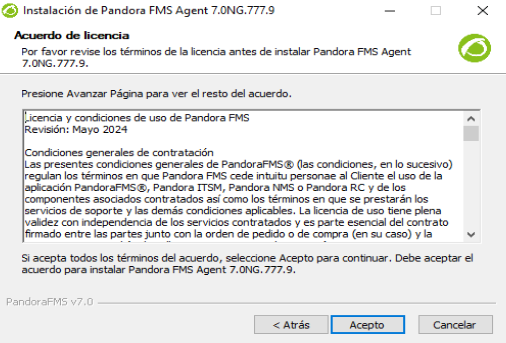 Instalación de Pandora FMS Agent 7.0NG.777.9
Acuerdo de licencia
Por favor revise los términos de la licencia antes de instalar Pandora FMS Agent
7.0NG.777.9.
Presione Avanzar Página para ver el resto del acuerdo.
Licencia y condiciones de uso de Pandora FMS
Revisión: Mayo 2024
Condiciones generales de contratación
Las presentes condiciones generales de PandoraFMS® (las condiciones, en lo sucesivo)
regulan los términos en que Pandora FMS cede intuitu personae al Cliente el uso de la
aplicación PandoraFMS®, Pandora ITSM, Pandora NMS o Pandora RC y de los
componentes asociados contratados así como los términos en que se prestarán los
servicios de soporte y las demás condiciones aplicables. La licencia de uso tiene plena
validez con independencia de los servicios contratados y es parte esencial del contrato
firmado entre las partes junto con la orden de pedido o de compra (en su caso) y la
Si acepta todos los términos del acuerdo, seleccione Acepto para continuar. Debe aceptar el
acuerdo para instalar Pandora FMS Agent 7.0NG.777.9.
PandoraFMS v7.0
< Atrás
Acepto
Cancelar